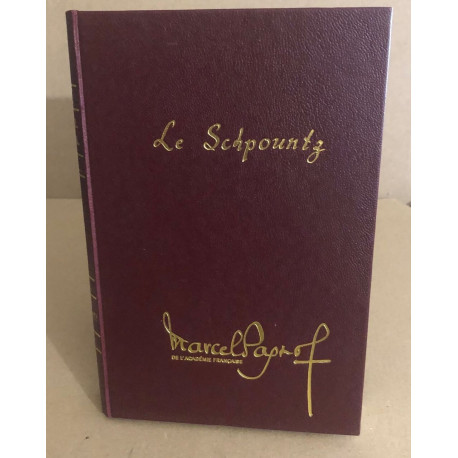 Le Schpountz
Marcel Pagnol
DE L'ACADÉMIE FRANÇAISE